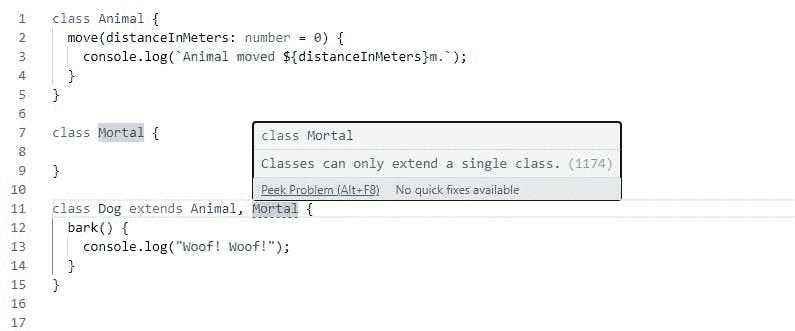 1 class Animal {
2   move(distanceInMeters: number = 0) {
3     console.log(`Animal moved ${distanceInMeters}m.`);
4   }
5 }
6
7 class Mortal {
8
9 }
10
class Mortal
Classes can only extend a single class. (1174)
Peek Problem (Alt+F8) No quick fixes available
11 class Dog extends Animal, Mortal {
12   bark() {
13     console.log("Woof! Woof!");
14   }
15 }
16
17